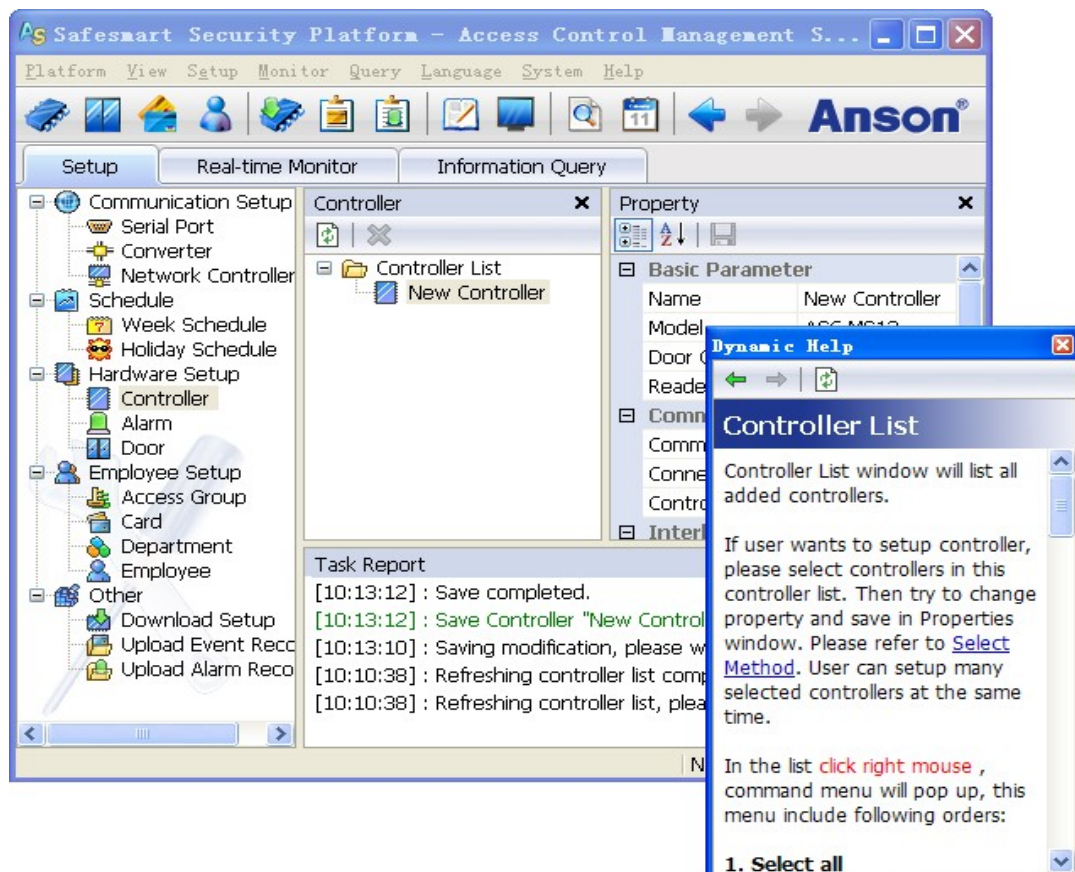 Safesmart Security Platform - Access Control Management S...
Platform View Setup Monitor Query Language System Help
7
11
Anson®
Setup Real-time Monitor Information Query
Communication Setup
Serial Port
Converter
Network Controller
Schedule
Week Schedule
Holiday Schedule
Hardware Setup
Controller
Alarm
Door
Employee Setup
Access Group
Card
Department
Employee
Other
Download Setup
Upload Event Reco
Upload Alarm Reco
Controller
Controller List
New Controller
Property
Basic Parameter
Name New Controller
Model
Door
Reade
Comm
Comm
Conne
Contro
Interf
Task Report
[10:13:12] : Save completed.
[10:13:12] : Save Controller "New Control
[10:13:10] : Saving modification, please w
[10:10:38] : Refreshing controller list comp
[10:10:38] : Refreshing controller list, plea
N
Dynamic Help
Controller List
Controller List window will list all
added controllers.
If user wants to setup controller,
please select controllers in this
controller list. Then try to change
property and save in Properties
window. Please refer to Select
Method. User can setup many
selected controllers at the same
time.
In the list click right mouse ,
command menu will pop up, this
menu include following orders:
1. Select all